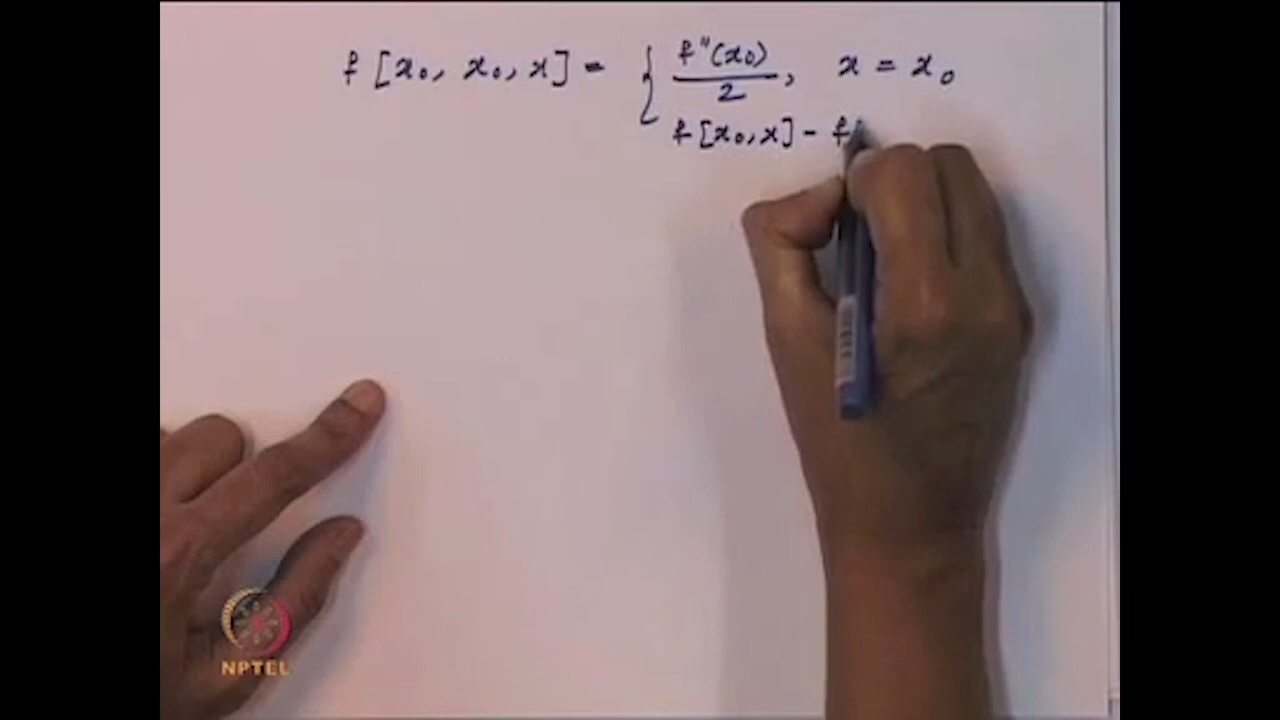 f [x₀, x₀, x] = { f''(x₀) / 2 , x = x₀
f [x₀, x] - f[
NPTEL